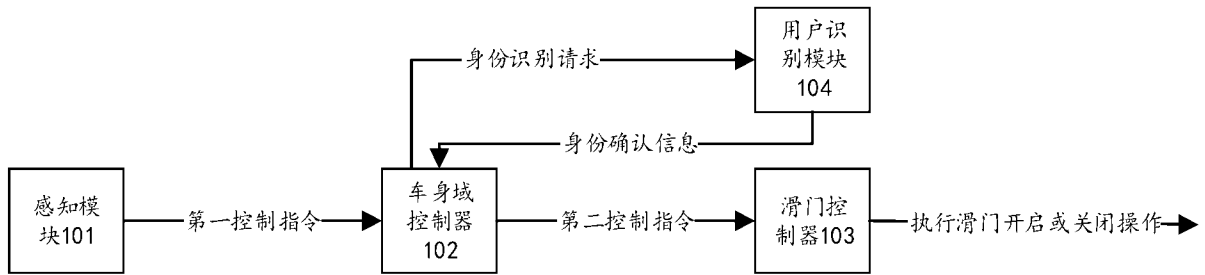 用户识
别模块
104
身份识别请求
身份确认信息
感知模
块101
第一控制指令
车身域
控制器
102
第二控制指令
滑门控
制器103
执行滑门开启或关闭操作